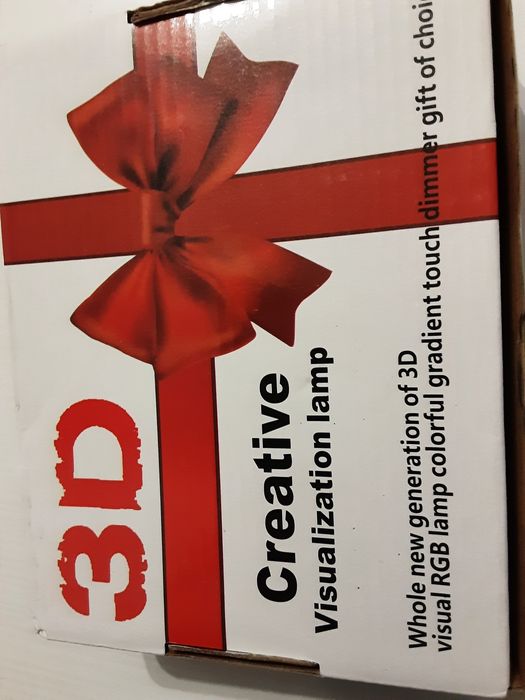 3D
Creative
Visualization lamp
Whole new generation of 3D
visual RGB lamp colorful gradient touch dimmer gift of choi